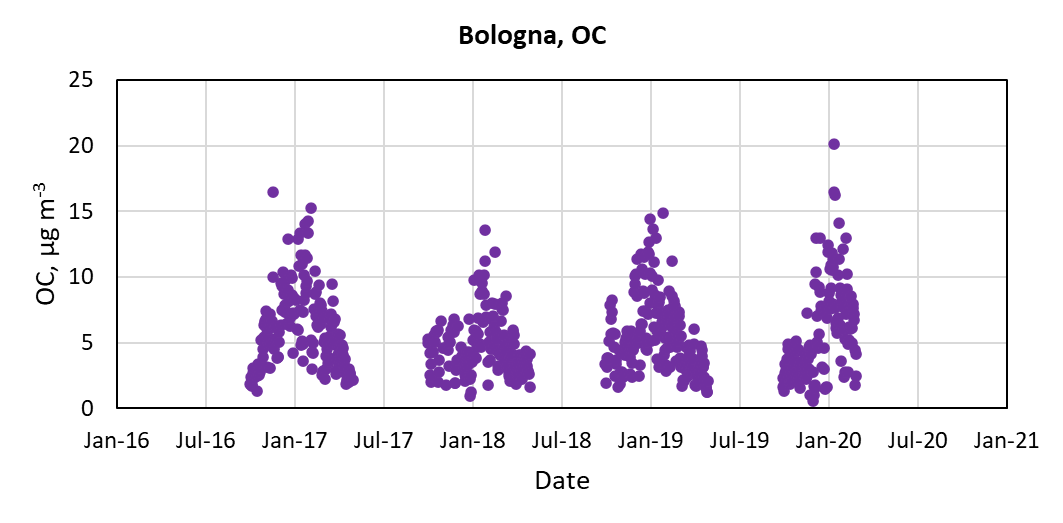 Bologna, OC
25
20
15
10
5
0
OC, µg m⁻³
Jan-16 Jul-16 Jan-17 Jul-17 Jan-18 Jul-18 Jan-19 Jul-19 Jan-20 Jul-20 Jan-21
Date